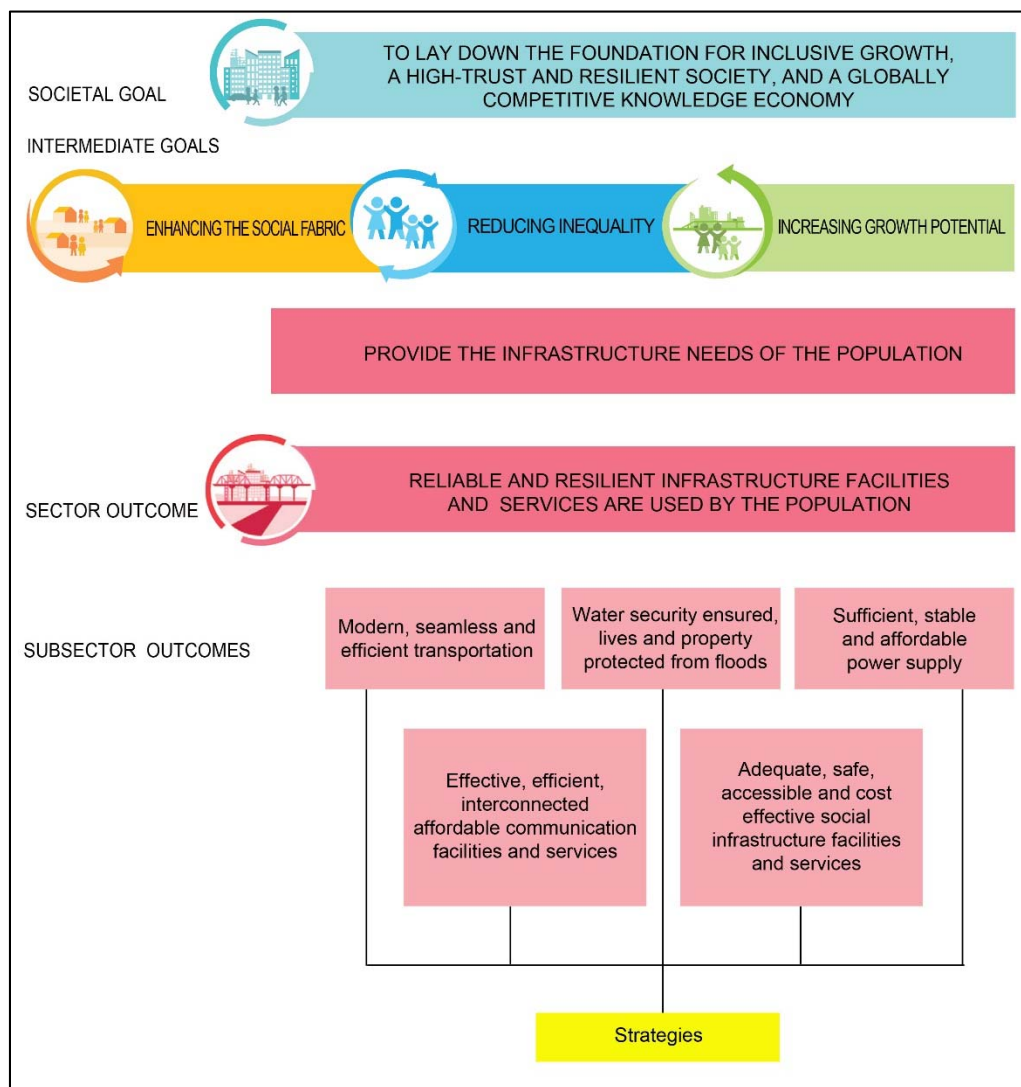 TO LAY DOWN THE FOUNDATION FOR INCLUSIVE GROWTH,
A HIGH-TRUST AND RESILIENT SOCIETY, AND A GLOBALLY
COMPETITIVE KNOWLEDGE ECONOMY
SOCIETAL GOAL
INTERMEDIATE GOALS
ENHANCING THE SOCIAL FABRIC
REDUCING INEQUALITY
INCREASING GROWTH POTENTIAL
PROVIDE THE INFRASTRUCTURE NEEDS OF THE POPULATION
SECTOR OUTCOME
RELIABLE AND RESILIENT INFRASTRUCTURE FACILITIES
AND SERVICES ARE USED BY THE POPULATION
SUBSECTOR OUTCOMES
Modern, seamless and
efficient transportation
Water security ensured,
lives and property
protected from floods
Sufficient, stable
and affordable
power supply
Effective, efficient,
interconnected
affordable communication
facilities and services
Adequate, safe,
accessible and cost
effective social
infrastructure facilities
and services
Strategies